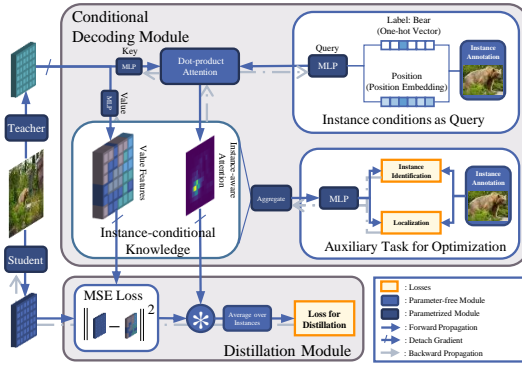 Conditional
Decoding Module
Key
MLP
Dot-product
Attention
Query
MLP
Label: Bear
(One-hot Vector)
Position
(Position Embedding)
Instance
Annotation
Instance conditions as Query
MLP
Value
Teacher
Value Features
Instance-aware
Attention
Instance-conditional
Knowledge
Aggregate
MLP
Instance
Identification
Localization
Instance
Annotation
Auxiliary Task for Optimization
Student
MSE Loss
‖ − ‖ 2
*
Average over
Instances
Loss for
Distillation
Distillation Module
: Losses
: Parameter-free Module
: Parametrized Module
: Forward Propagation
: Detach Gradient
: Backward Propagation